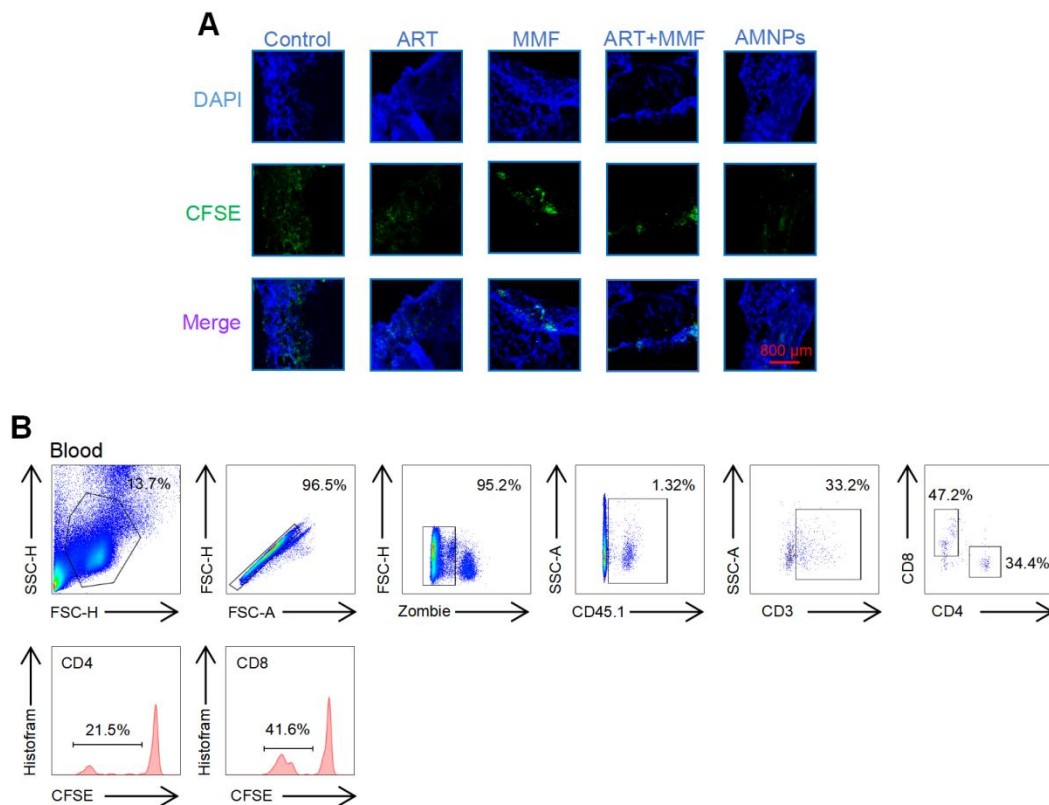 A
Control ART MMF ART+MMF AMNPs
DAPI
CFSE
Merge
800 µm
B
Blood
SSC-H 13.7% FSC-H
FSC-H 96.5% FSC-A
FSC-H 95.2% Zombie
SSC-A 1.32% CD45.1
SSC-A 33.2% CD3
CD8 47.2% 34.4% CD4
Histofram CD4 21.5% CFSE
Histofram CD8 41.6% CFSE